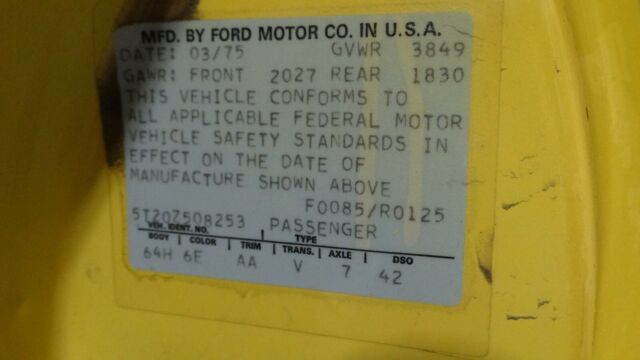 MFD. BY FORD MOTOR CO. IN U.S.A.
DATE: 03/75 GVWR 3849
GAWR: FRONT 2027 REAR 1830
THIS VEHICLE CONFORMS TO
ALL APPLICABLE FEDERAL MOTOR
VEHICLE SAFETY STANDARDS IN
EFFECT ON THE DATE OF
MANUFACTURE SHOWN ABOVE
F0085/R0125
5T20Z508253 PASSENGER
VEH. IDENT. NO. TYPE
BODY COLOR TRIM TRANS. AXLE DSO
64H 6E AA V 7 42